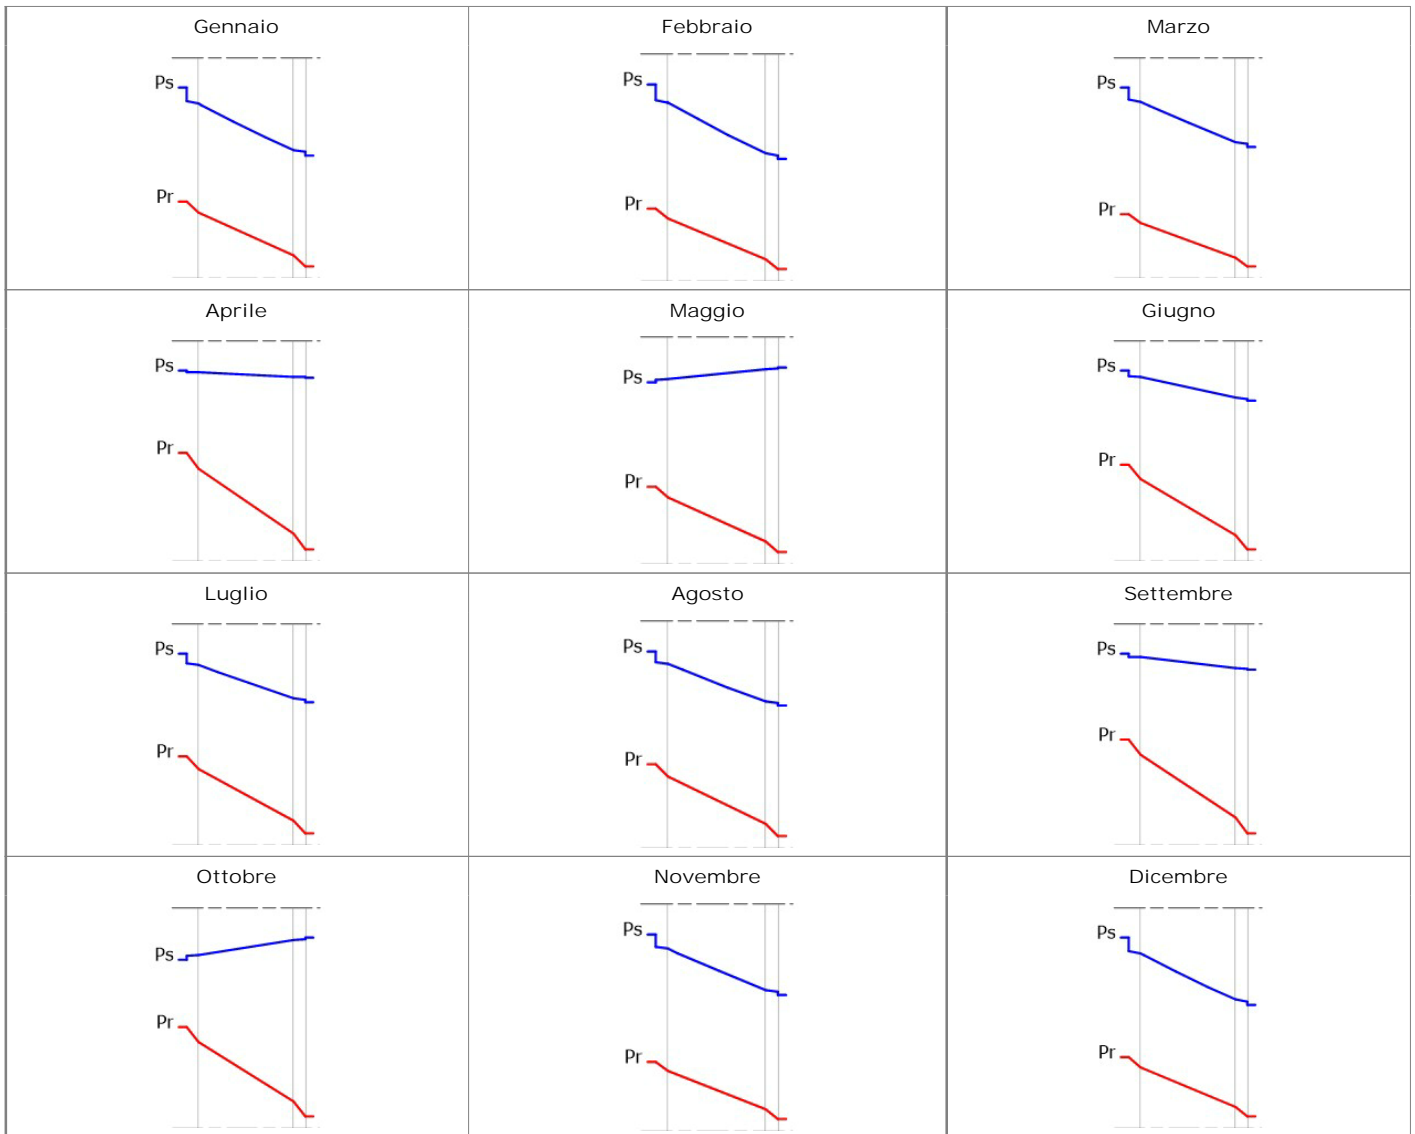 Gennaio
Febbraio
Marzo
Ps
Ps
Ps
Pr
Pr
Pr
Aprile
Maggio
Giugno
Ps
Ps
Ps
Pr
Pr
Pr
Luglio
Agosto
Settembre
Ps
Ps
Ps
Pr
Pr
Pr
Ottobre
Novembre
Dicembre
Ps
Ps
Ps
Pr
Pr
Pr